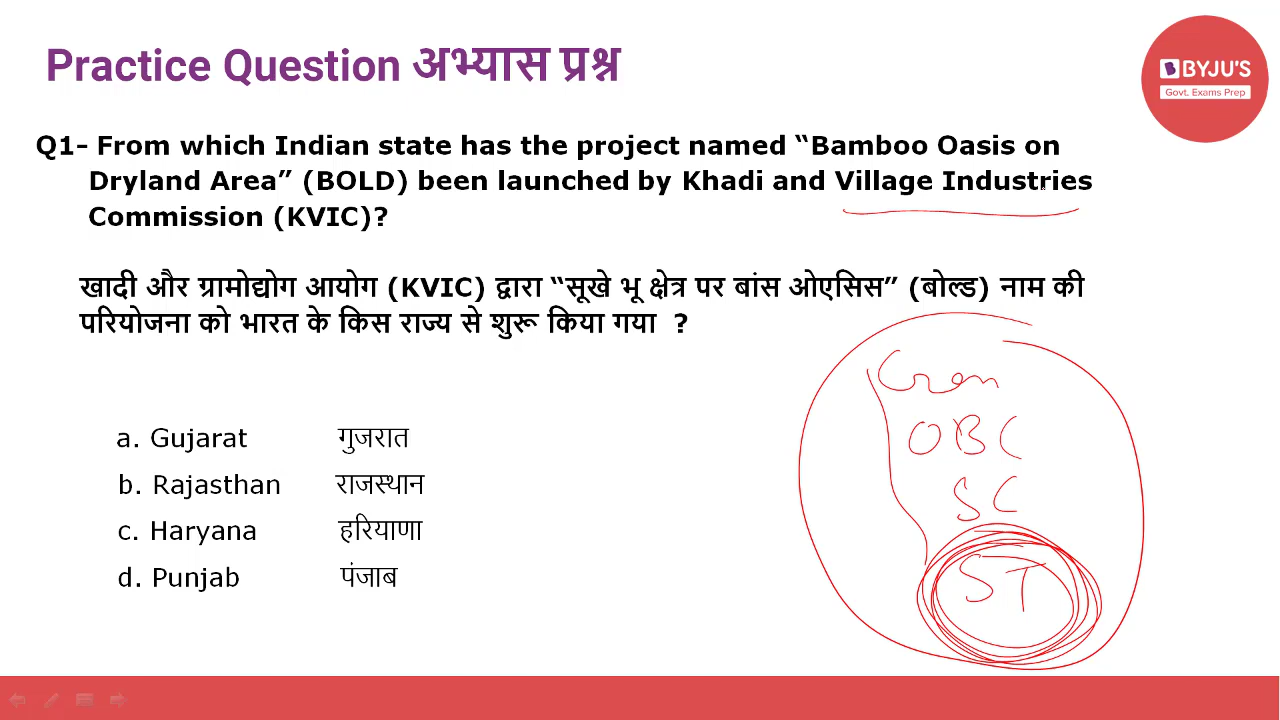 Practice Question अभ्यास प्रश्न
BYJU'S
Govt. Exams Prep
Q1- From which Indian state has the project named “Bamboo Oasis on
Dryland Area” (BOLD) been launched by Khadi and Village Industries
Commission (KVIC)?
खादी और ग्रामोद्योग आयोग (KVIC) द्वारा “सूखे भू क्षेत्र पर बांस ओएसिस” (बोल्ड) नाम की
परियोजना को भारत के किस राज्य से शुरू किया गया ?
Gen
OBC
SC
ST
a. Gujarat गुजरात
b. Rajasthan राजस्थान
c. Haryana हरियाणा
d. Punjab पंजाब